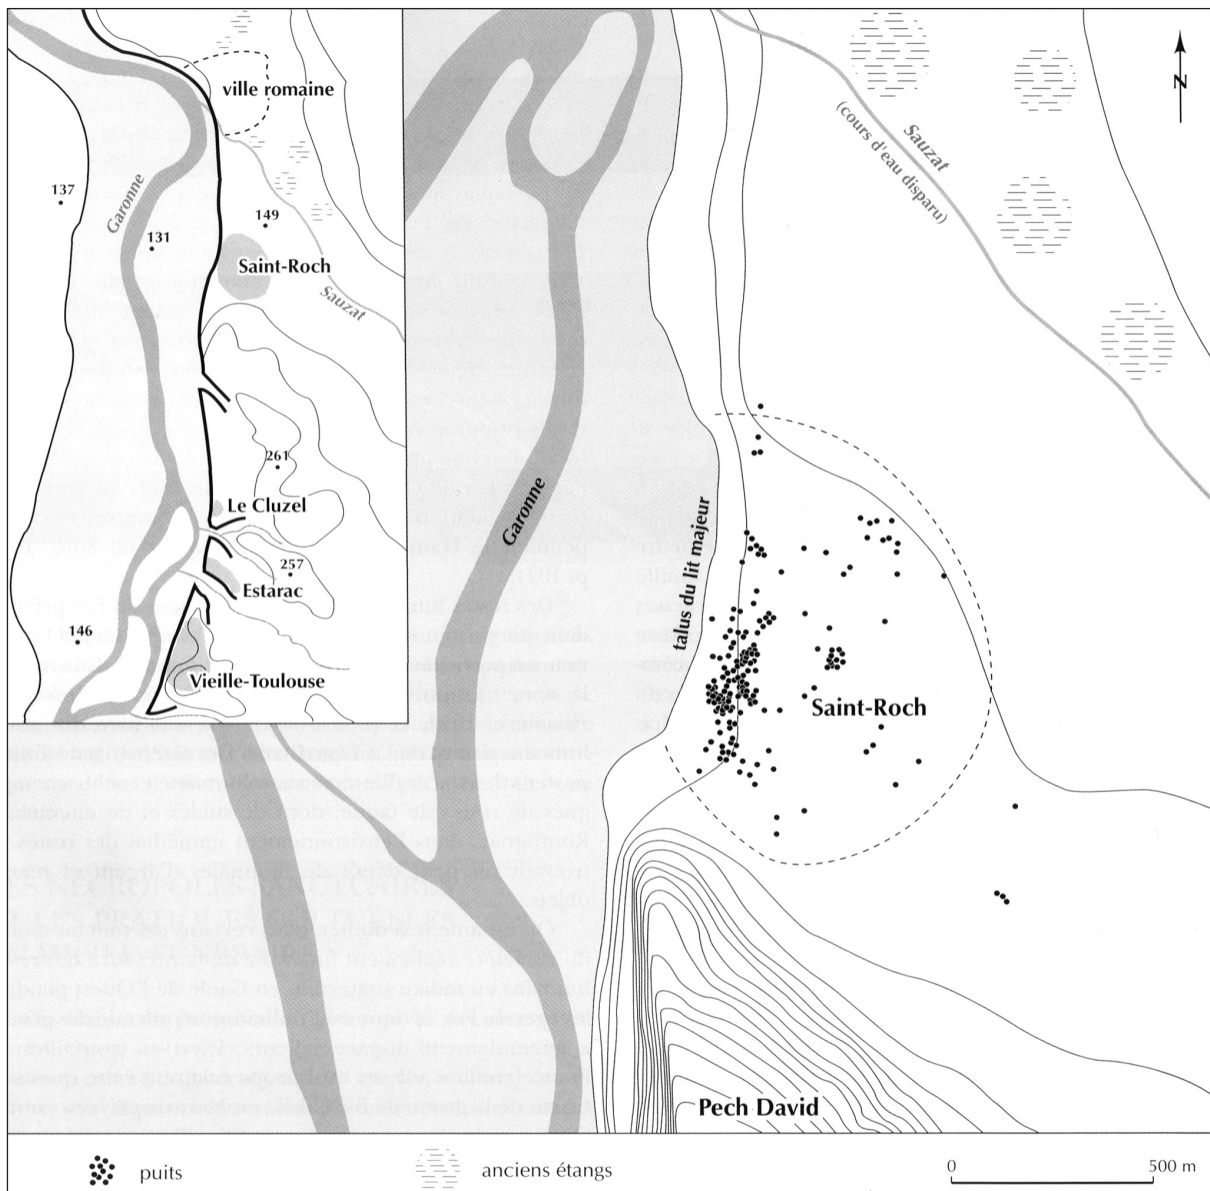 ville romaine
137
Garonne
131
149
Saint-Roch
Sauzat
261
Le Cluzel
257
Estarac
146
Vieille-Toulouse
Garonne
talus du lit majeur
Sauzat
(cours d'eau disparu)
N
Saint-Roch
Pech David
puits
anciens étangs
0 500 m